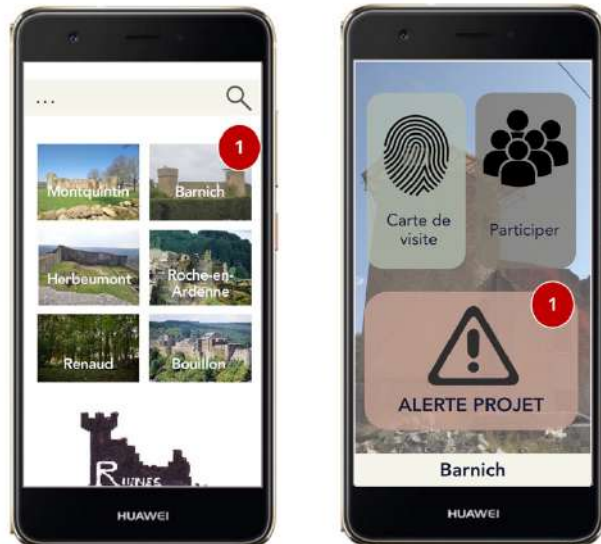 ...
1
Montquintin
Barnich
Herbeumont
Roche-en-
Ardenne
Renaud
Bouillon
RUINES
HUAWEI
Carte de
visite
Participer
1
ALERTE PROJET
Barnich
HUAWEI